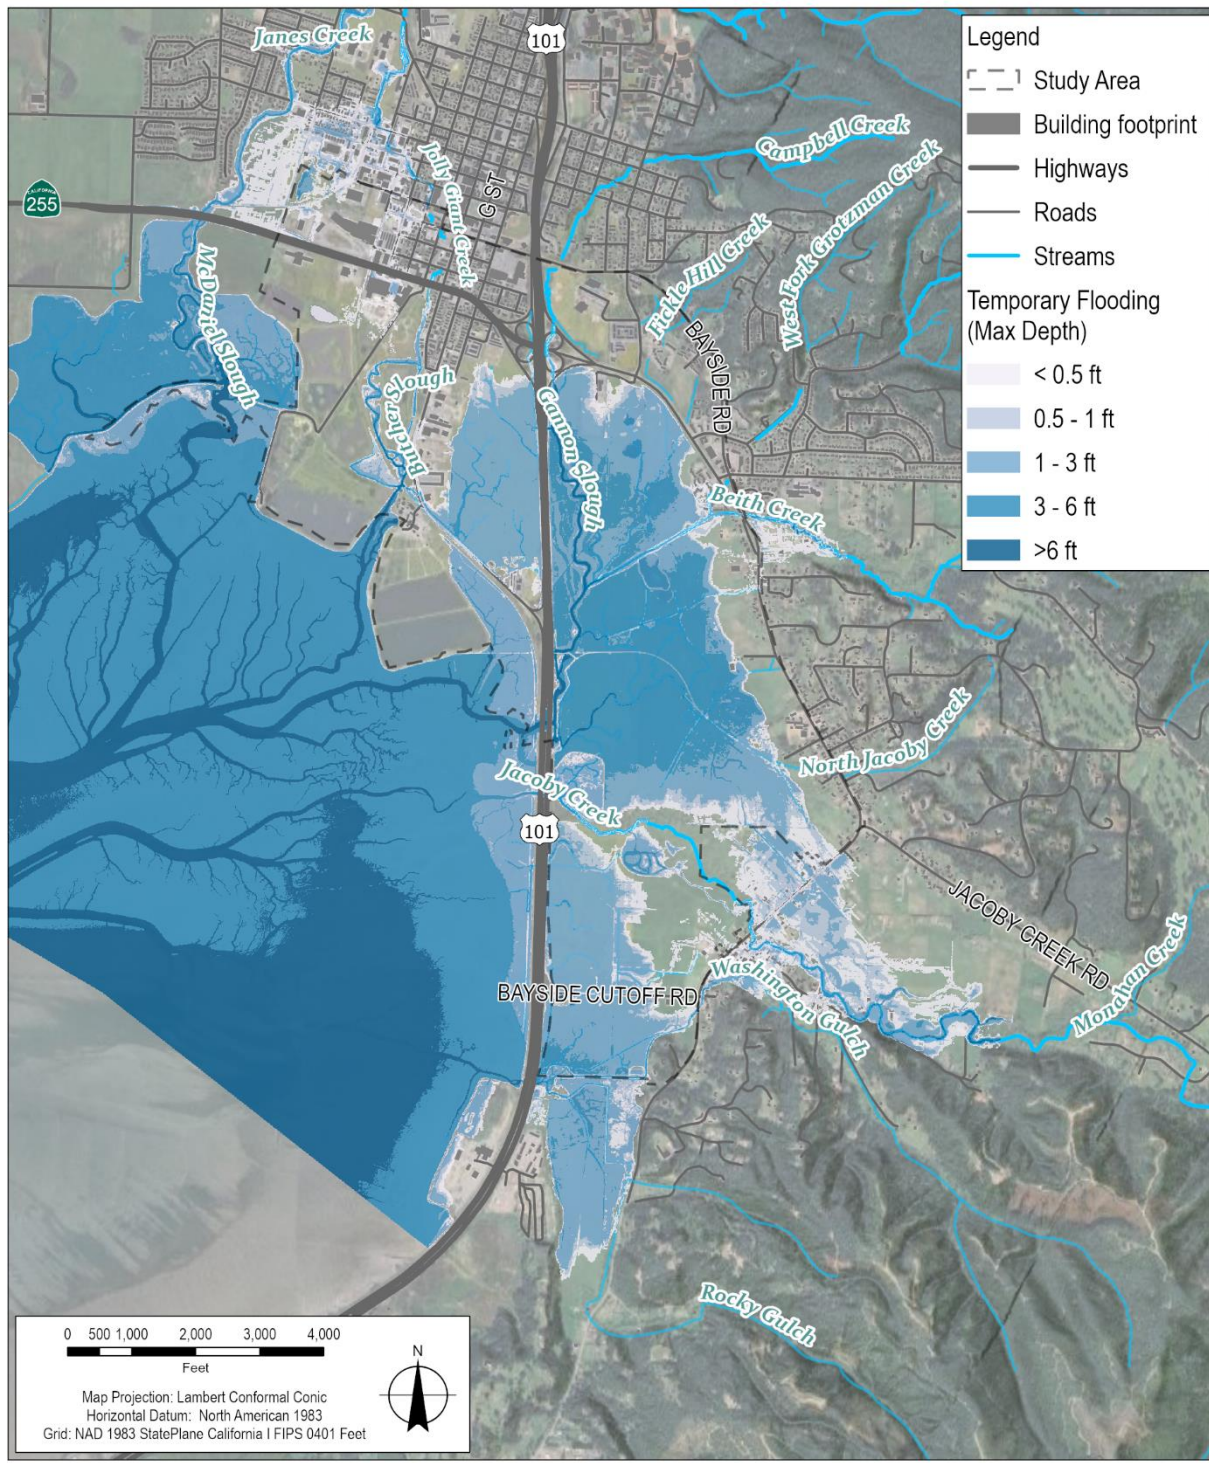 Janes Creek
101
Legend
Study Area
Building footprint
Highways
Roads
Streams
Temporary Flooding
(Max Depth)
< 0.5 ft
0.5 - 1 ft
1 - 3 ft
3 - 6 ft
>6 ft
Campbell Creek
Jolly Giant Creek
G ST
West Fork Grotzman Creek
CALIFORNIA
255
Fickle Hill Creek
McDaniel Slough
BAYSIDE RD
Butchers Slough
Gannon Slough
Beith Creek
North Jacoby Creek
Jacoby Creek
101
JACOBY CREEK RD
Washington Gulch
BAYSIDE CUTOFF RD
Mondvan Creek
Rocky Gulch
0 500 1,000 2,000 3,000 4,000
Feet
N
Map Projection: Lambert Conformal Conic
Horizontal Datum: North American 1983
Grid: NAD 1983 StatePlane California I FIPS 0401 Feet